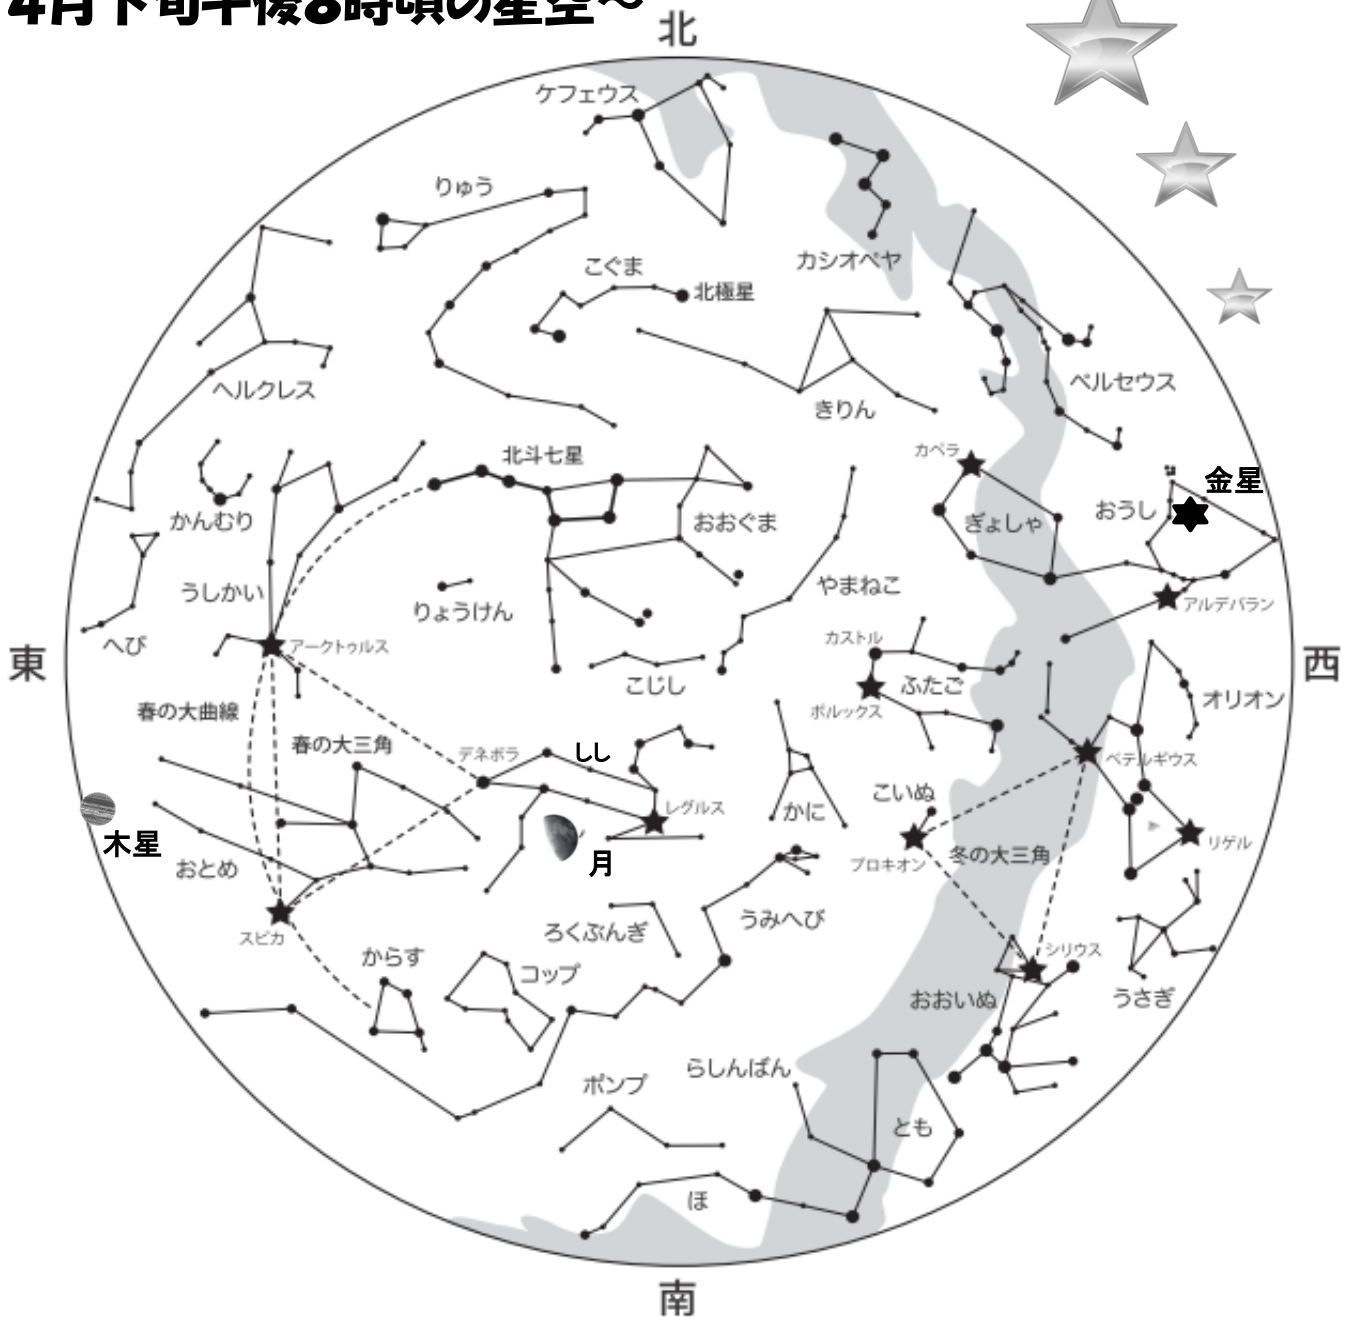 4月下旬午後8時頃の星空~
北
ケフェウス
りゅう
カシオペヤ
こぐま
北極星
ヘルクレス
きりん
ペルセウス
カペラ
北斗七星
金星
かんむり
おおぐま
ぎょしゃ
おうし
うしかい
りょうけん
やまねこ
アルデバラン
へび
アークトゥルス
カストル
東
西
こじし
ふたご
オリオン
春の大曲線
ポルックス
春の大三角
デネボラ
しし
ベテルギウス
レグルス
かに
こいぬ
木星
月
プロキオン
冬の大三角
リゲル
おとめ
スピカ
ろくぶんぎ
うみへび
からす
コップ
シリウス
おおいぬ
うさぎ
ポンプ
らしんばん
とも
ほ
南